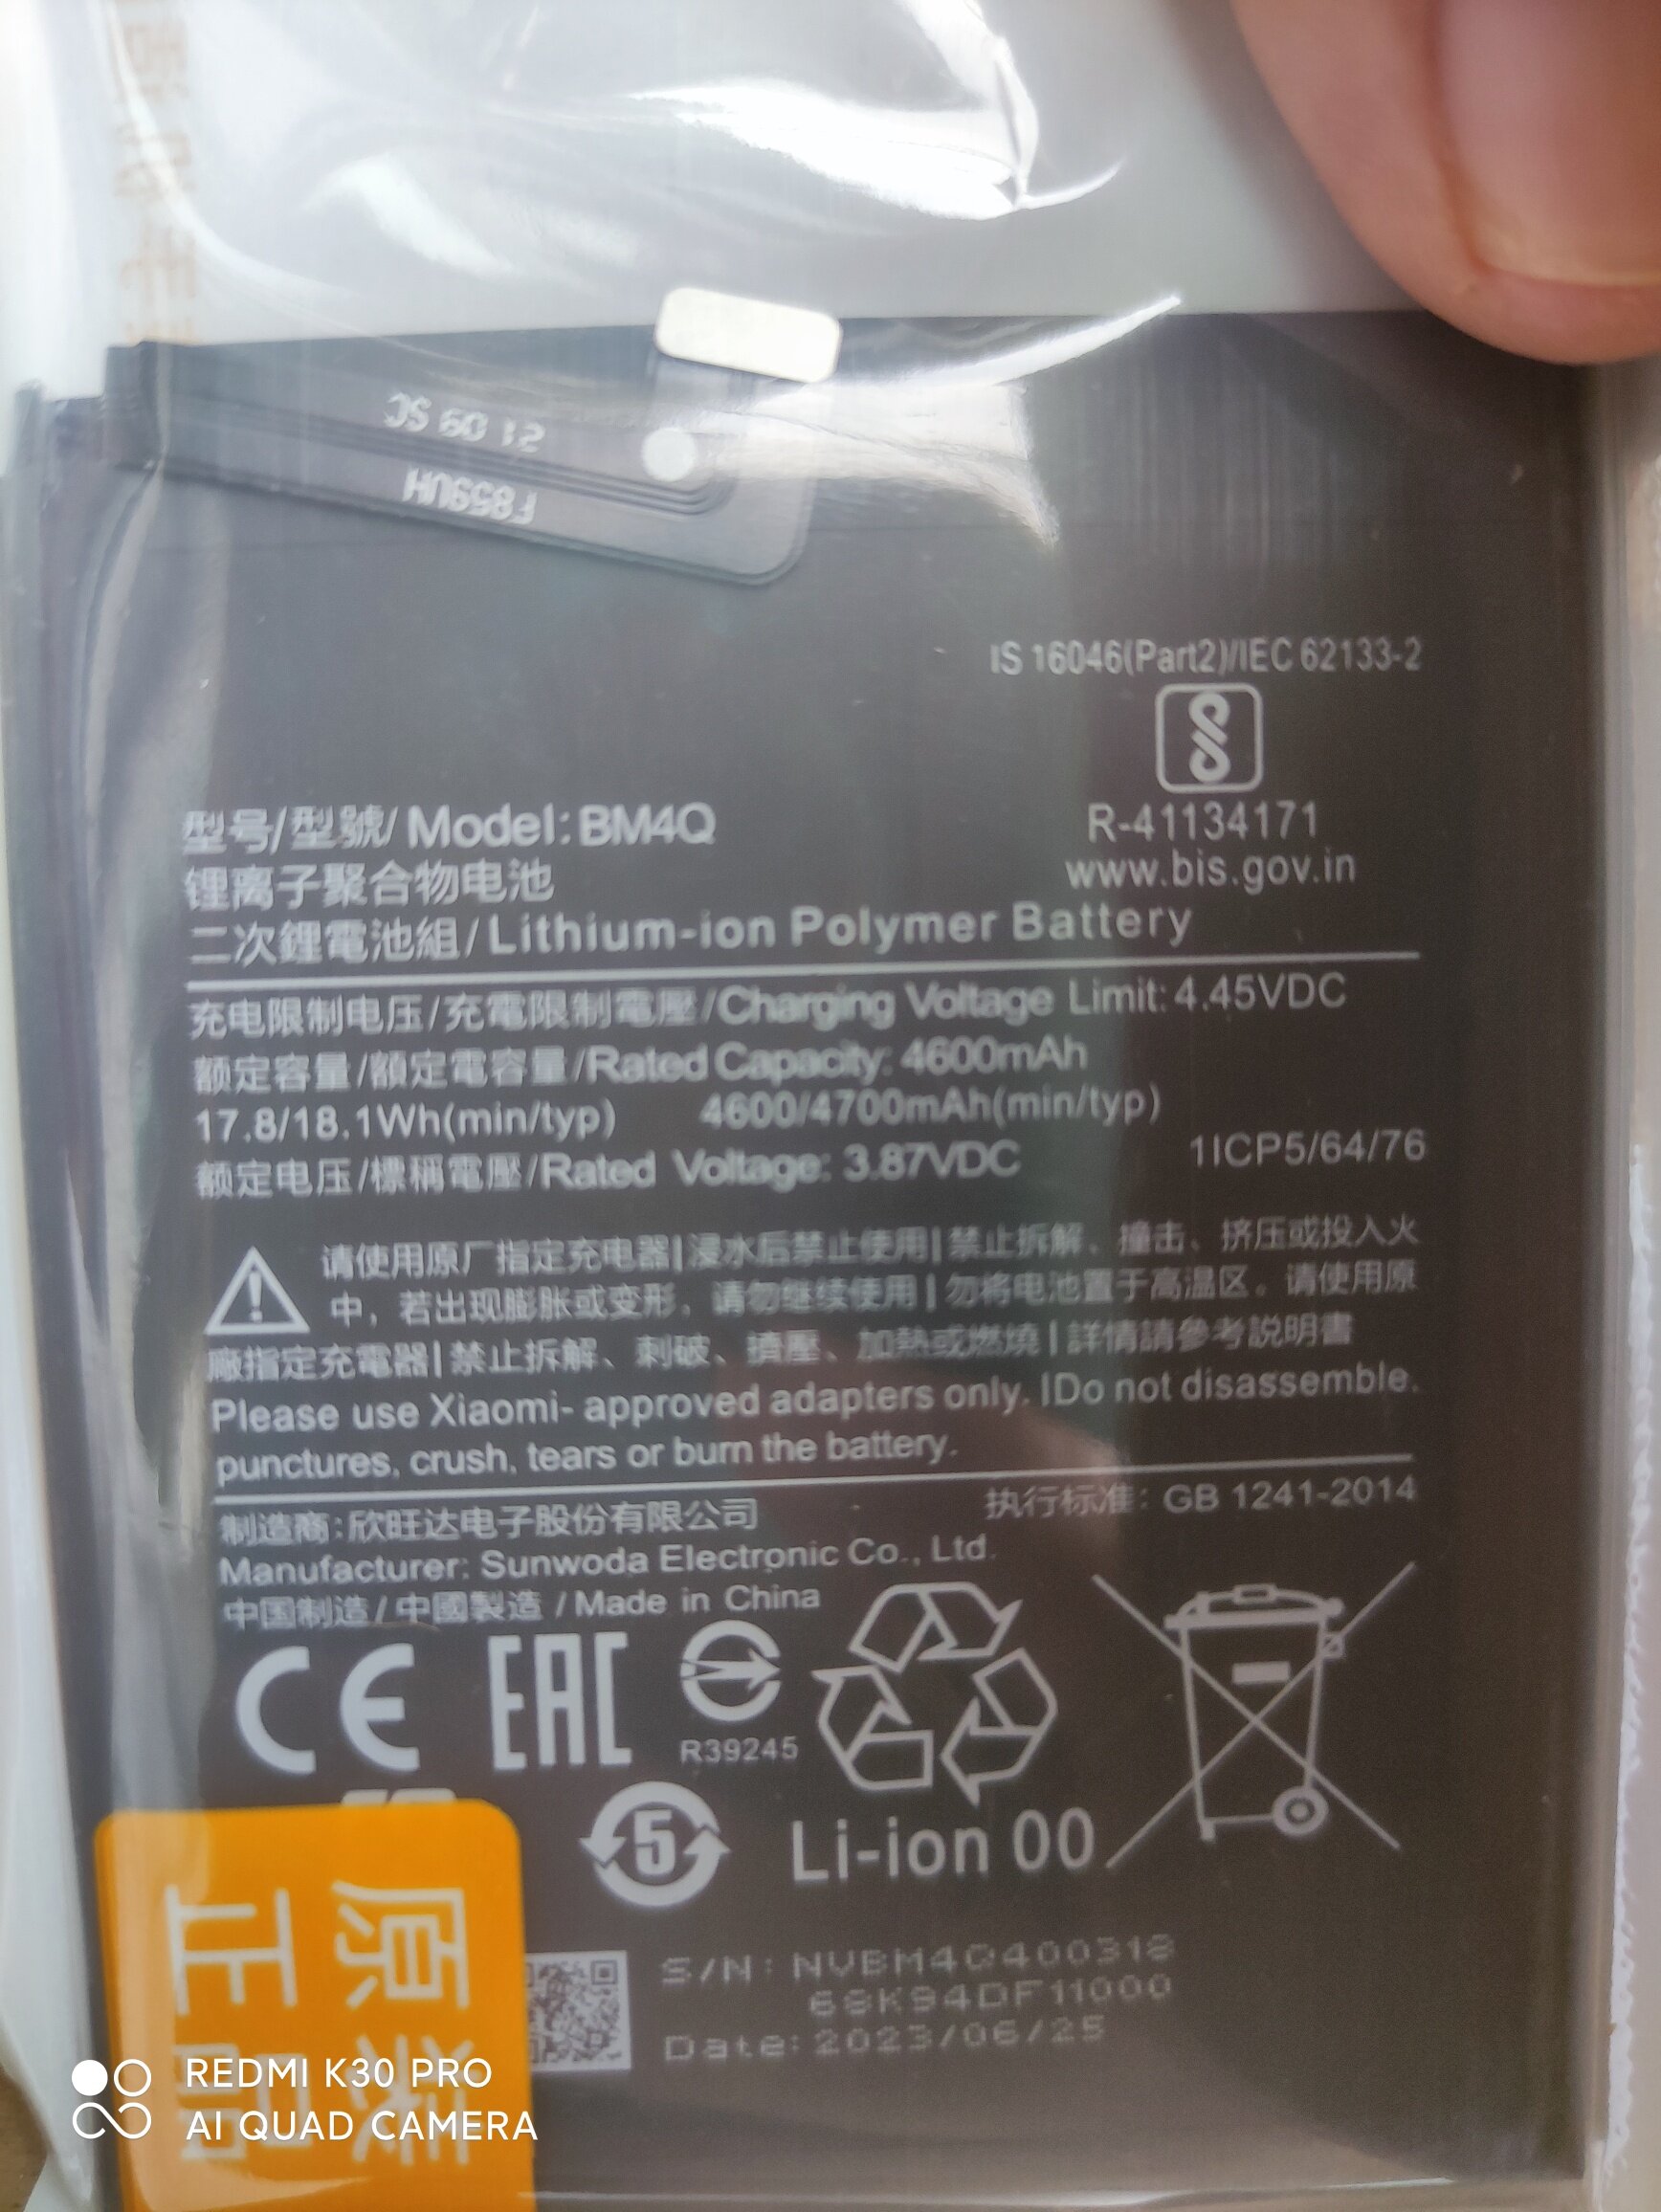 21 09 SC
F859UH
IS 16046(Part2)/IEC 62133-2
R-41134171
www.bis.gov.in
型号/型號/ Model: BM4Q
锂离子聚合物电池
二次鋰電池組/Lithium-ion Polymer Battery
充电限制电压/充電限制電壓/Charging Voltage Limit: 4.45VDC
额定容量/額定電容量/Rated Capacity: 4600mAh
17.8/18.1Wh(min/typ) 4600/4700mAh(min/typ)
额定电压/標稱電壓/Rated Voltage: 3.87VDC 1ICP5/64/76
请使用原厂指定充电器|浸水后禁止使用|禁止拆解、撞击、挤压或投入火
中，若出现膨胀或变形，请勿继续使用|勿将电池置于高温区。请使用原
廠指定充電器|禁止拆解、刺破、擠壓、加熱或燃燒|詳情請參考説明書
Please use Xiaomi- approved adapters only. IDo not disassemble.
punctures, crush, tears or burn the battery.
制造商:欣旺达电子股份有限公司 执行标准: GB 1241-2014
Manufacturer: Sunwoda Electronic Co., Ltd.
中国制造/中國製造 /Made in China
CE EAC
R39245
5
Li-ion 00
原装
正品
S/N: NVBM4Q400318
68K94DF11000
Date: 2023/06/25
REDMI K30 PRO
AI QUAD CAMERA